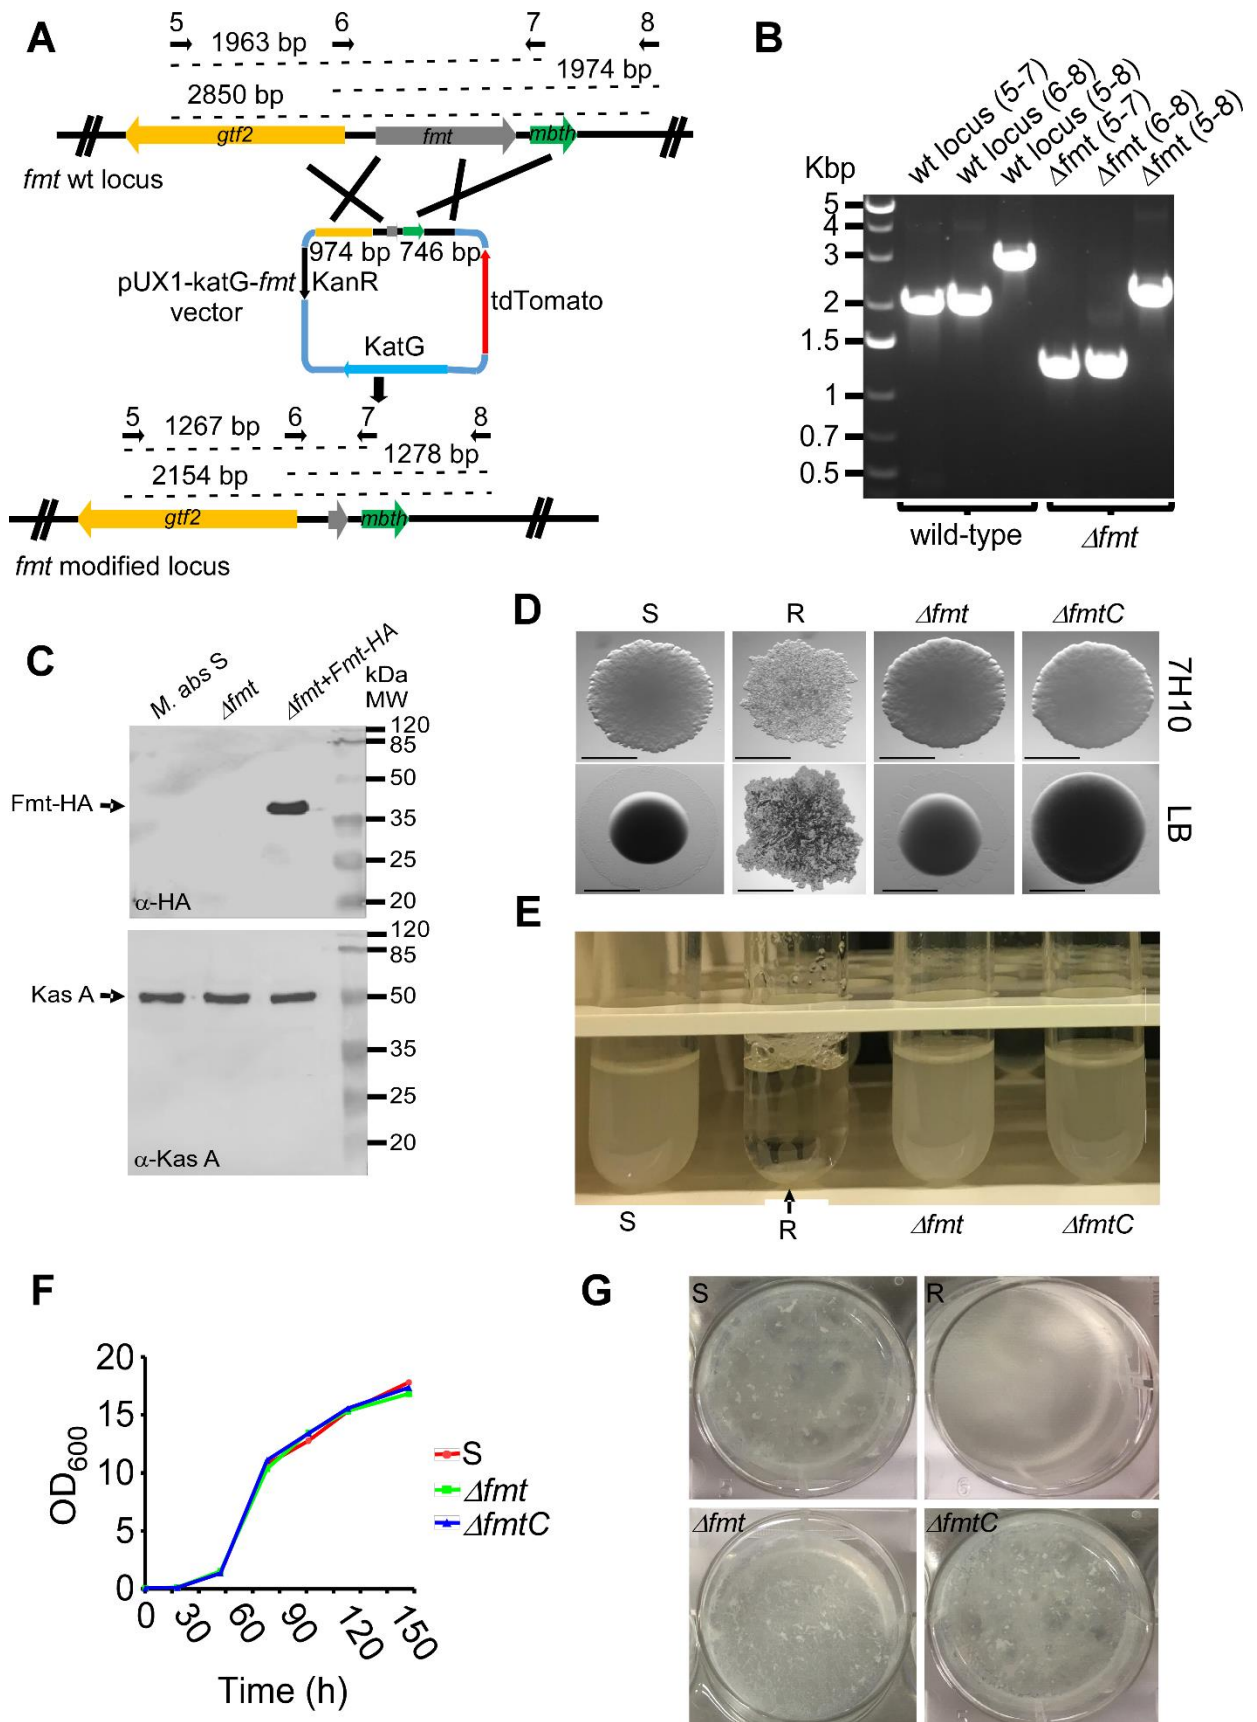 A
5 6 7 8
1963 bp
1974 bp
2850 bp
gtf2 fmt mbth
fmt wt locus
974 bp 746 bp
pUX1-katG-fmt
vector
KanR
tdTomato
KatG
5 6 7 8
1267 bp
1278 bp
2154 bp
gtf2 mbth
fmt modified locus
B
wt locus (5-7)
wt locus (6-8)
wt locus (5-8)
Δfmt (5-7)
Δfmt (6-8)
Δfmt (5-8)
Kbp
5
4
3
2
1.5
1
0.7
0.5
wild-type Δfmt
C
M. abs S
Δfmt
Δfmt+Fmt-HA
kDa
MW
120
85
50
35
25
20
Fmt-HA
α-HA
120
85
50
35
25
20
Kas A
α-Kas A
D
S R Δfmt ΔfmtC
7H10
LB
E
S R Δfmt ΔfmtC
F
20
15
10
5
0
OD600
0 30 60 90 120 150
Time (h)
S
Δfmt
ΔfmtC
G
S R
Δfmt ΔfmtC